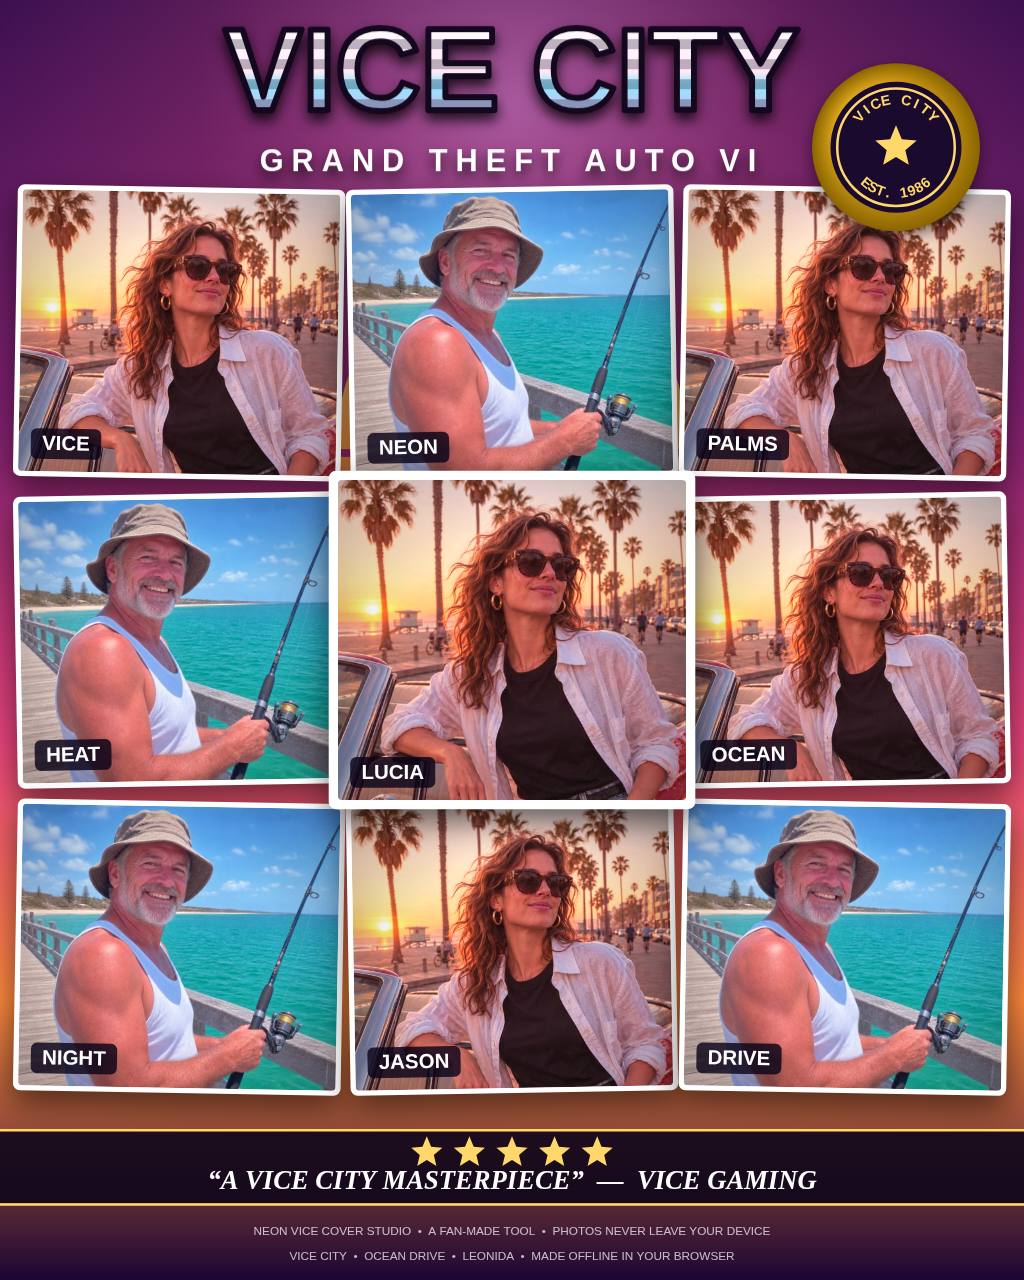 VICE CITY
GRAND THEFT AUTO VI
VICE CITY
EST. 1986
VICE
NEON
PALMS
HEAT
LUCIA
OCEAN
NIGHT
JASON
DRIVE
“A VICE CITY MASTERPIECE” — VICE GAMING
NEON VICE COVER STUDIO • A FAN-MADE TOOL • PHOTOS NEVER LEAVE YOUR DEVICE
VICE CITY • OCEAN DRIVE • LEONIDA • MADE OFFLINE IN YOUR BROWSER